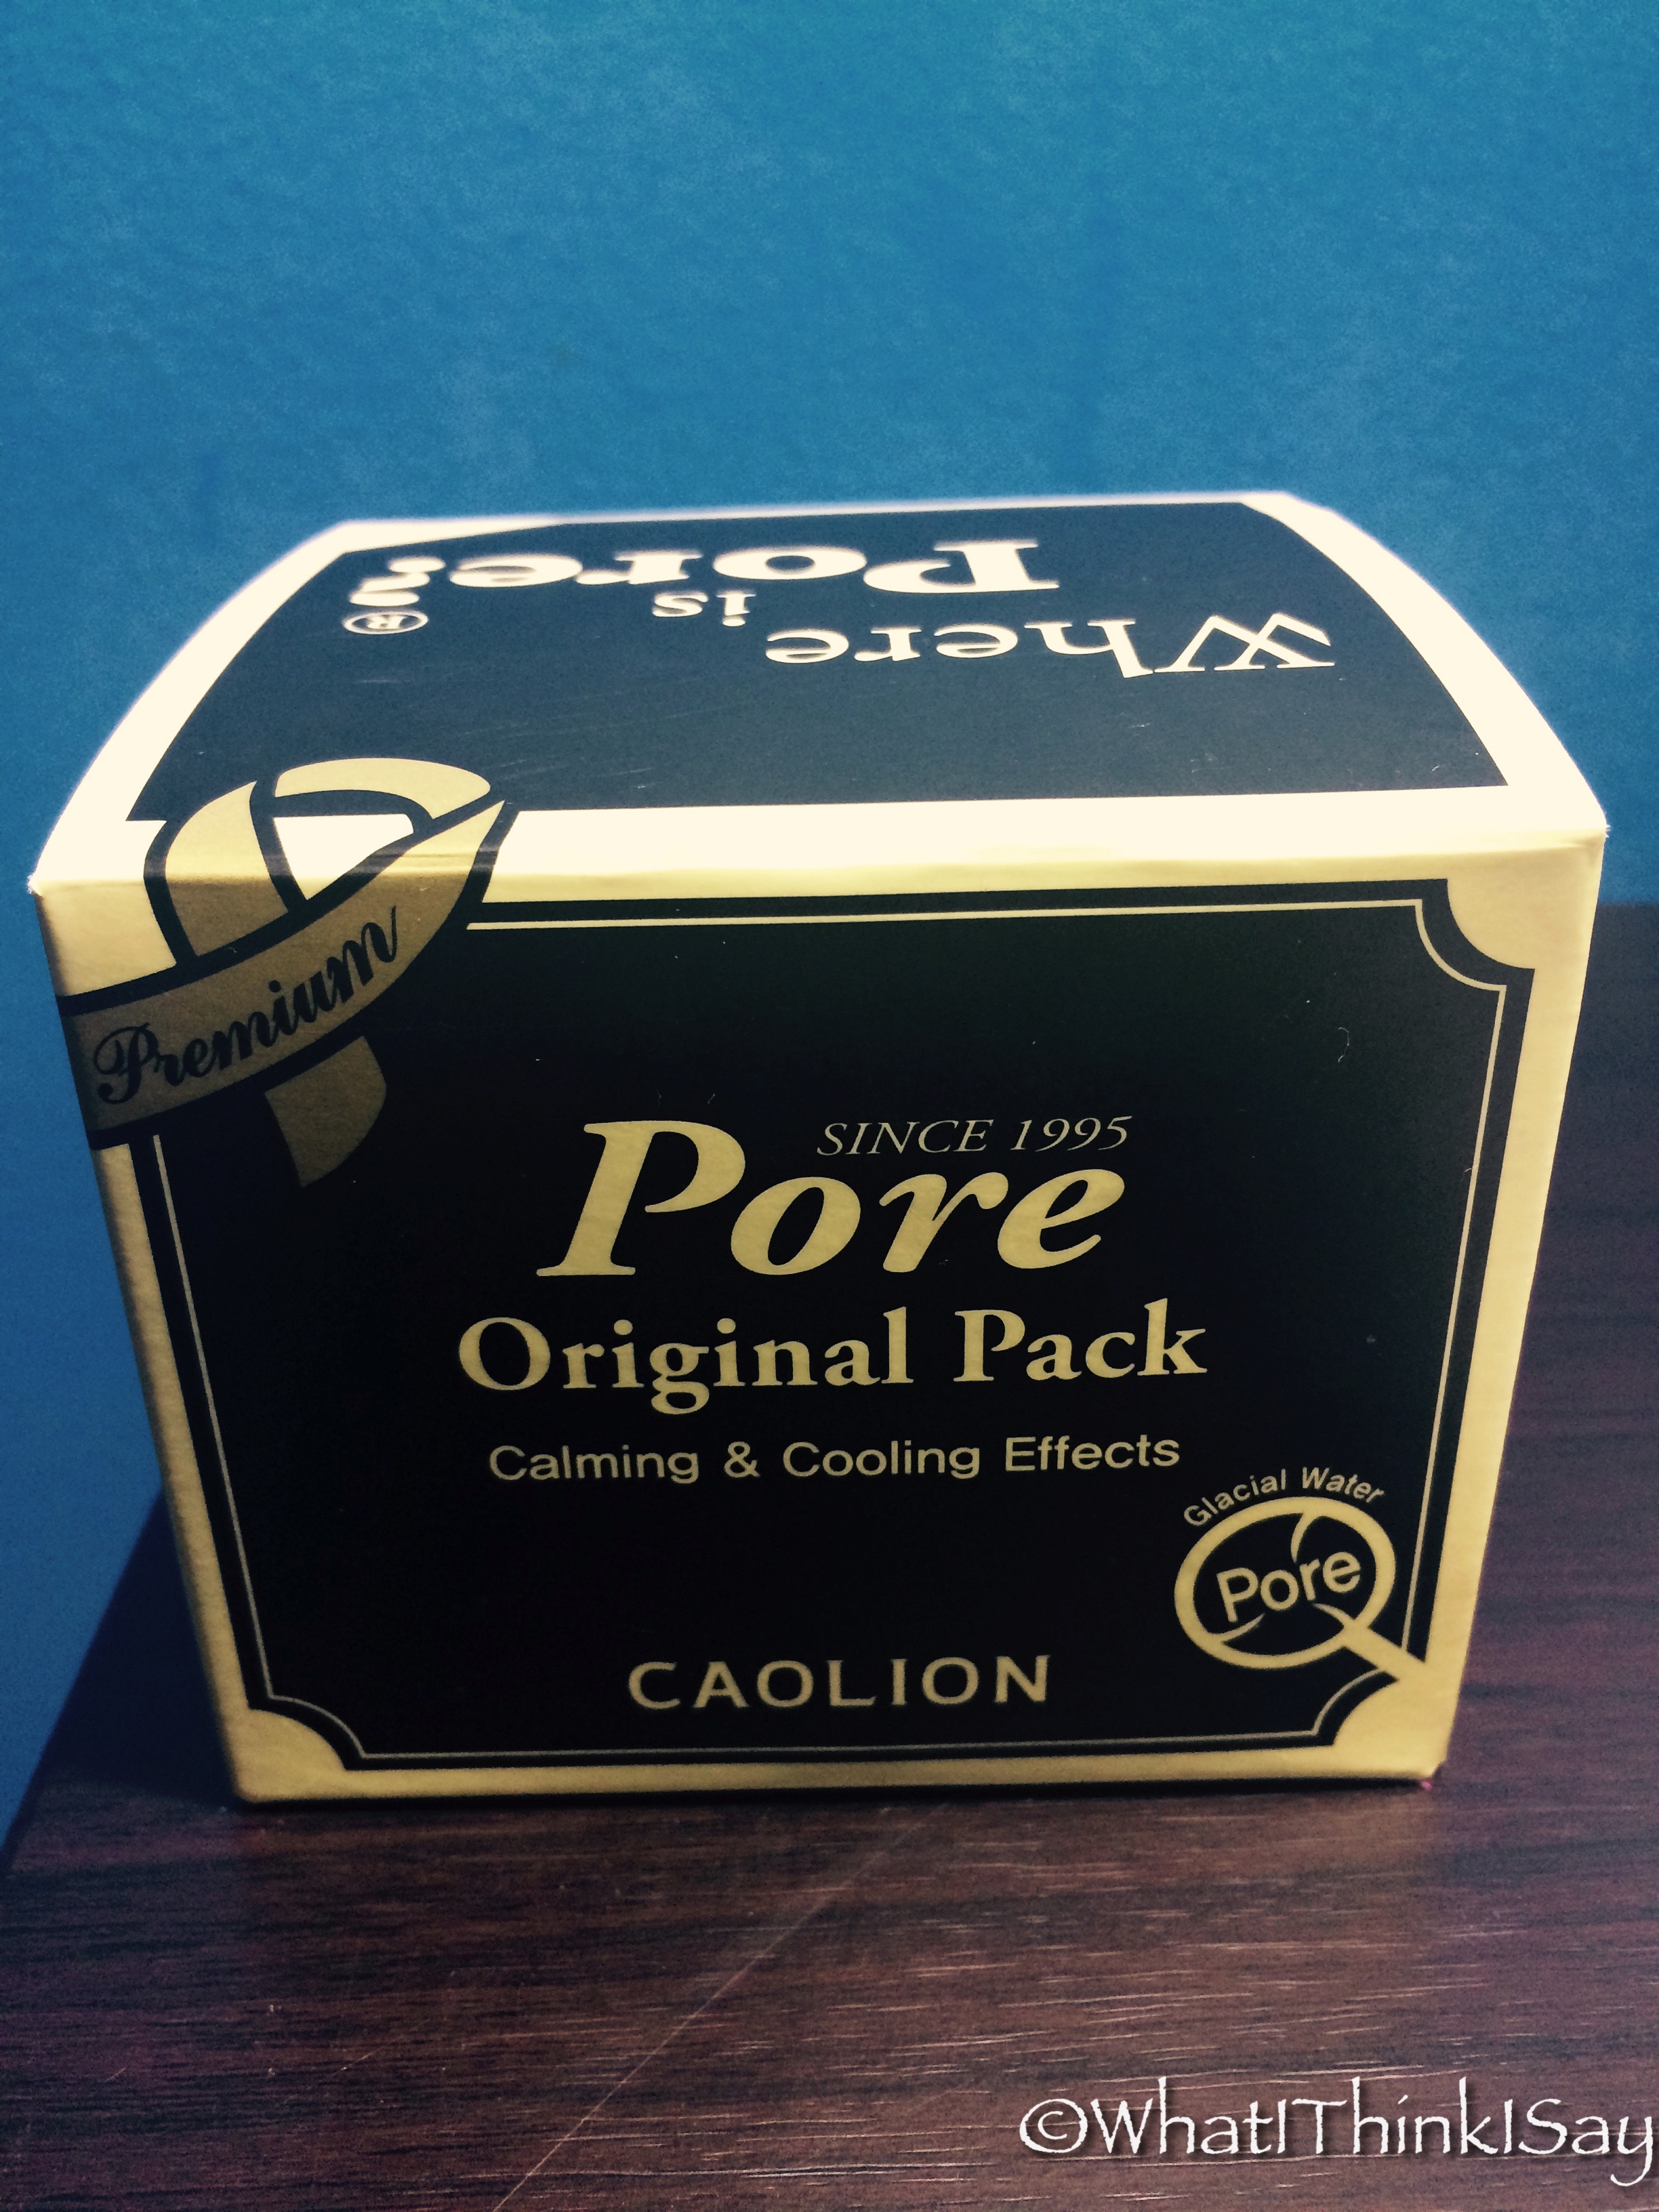 Where
is
Pore?®
Premium
SINCE 1995
Pore
Original Pack
Calming & Cooling Effects
Glacial Water
Pore
CAOLION
©WhatIThinkISay